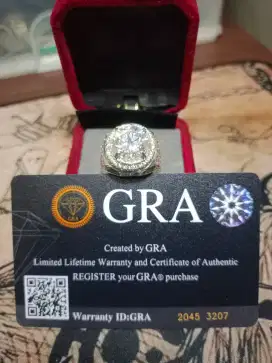 GRA
GRA
Created by GRA
Limited Lifetime Warranty and Certificate of Authentic
REGISTER your GRA® purchase
Warranty ID:GRA 2045 3207